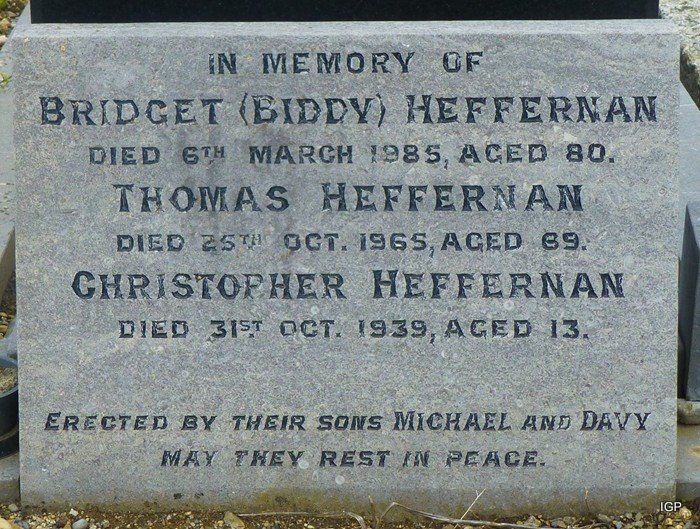 IN MEMORY OF
BRIDGET (BIDDY) HEFFERNAN
DIED 6TH MARCH 1985, AGED 80.
THOMAS HEFFERNAN
DIED 25TH OCT. 1965, AGED 69.
CHRISTOPHER HEFFERNAN
DIED 31ST OCT. 1939, AGED 13.
ERECTED BY THEIR SONS MICHAEL AND DAVY
MAY THEY REST IN PEACE.
IGP